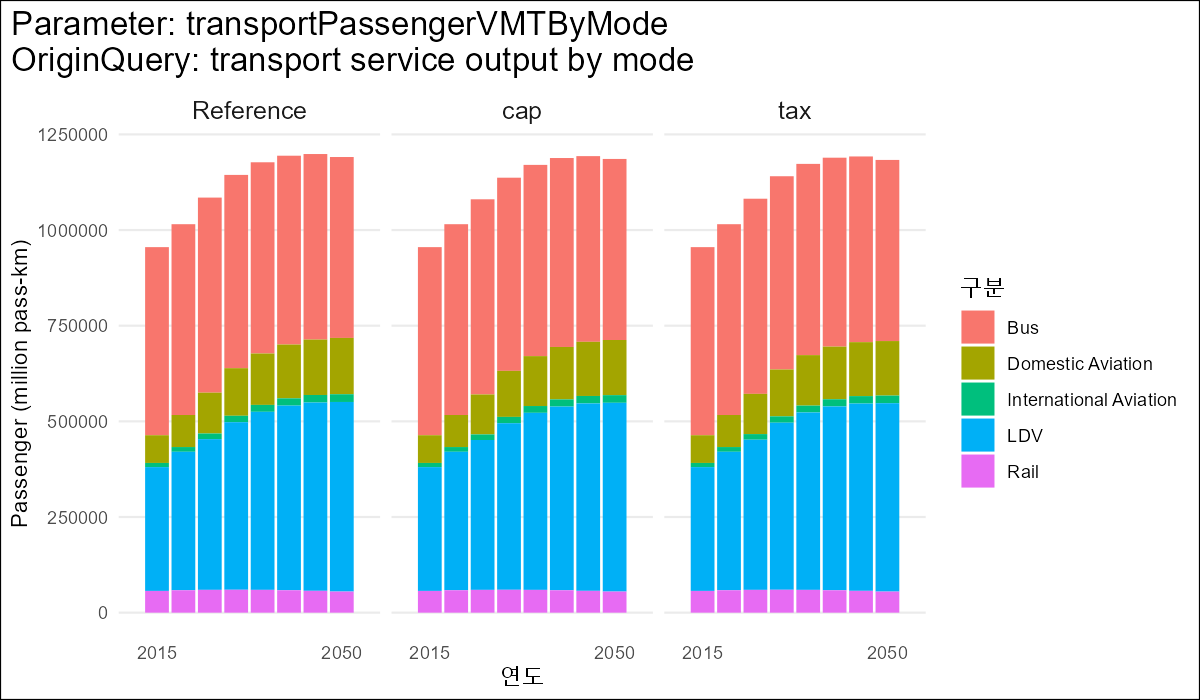 Parameter: transportPassengerVMTByMode
OriginQuery: transport service output by mode
Reference
cap
tax
1250000
1000000
750000
500000
250000
0
Passenger (million pass-km)
2015
2050
2015
2050
2015
2050
연도
구분
Bus
Domestic Aviation
International Aviation
LDV
Rail